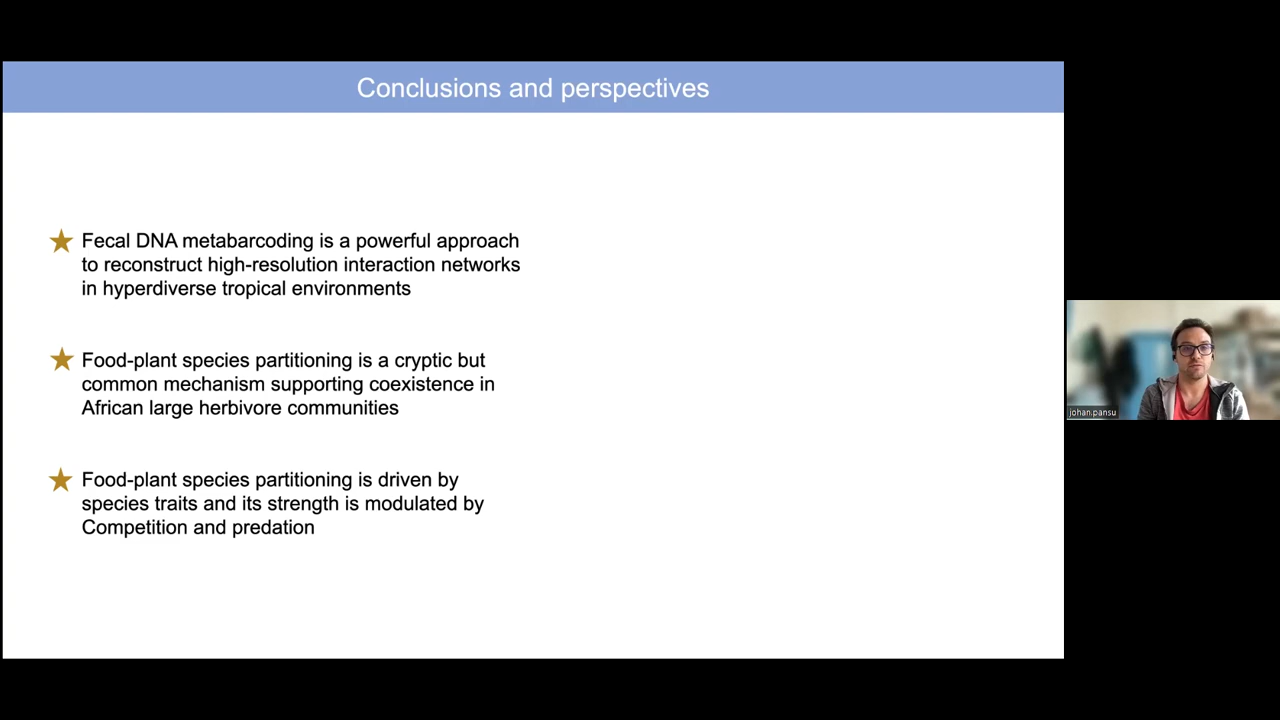 Conclusions and perspectives
Fecal DNA metabarcoding is a powerful approach
to reconstruct high-resolution interaction networks
in hyperdiverse tropical environments
Food-plant species partitioning is a cryptic but
common mechanism supporting coexistence in
African large herbivore communities
Food-plant species partitioning is driven by
species traits and its strength is modulated by
Competition and predation
johan.pansu